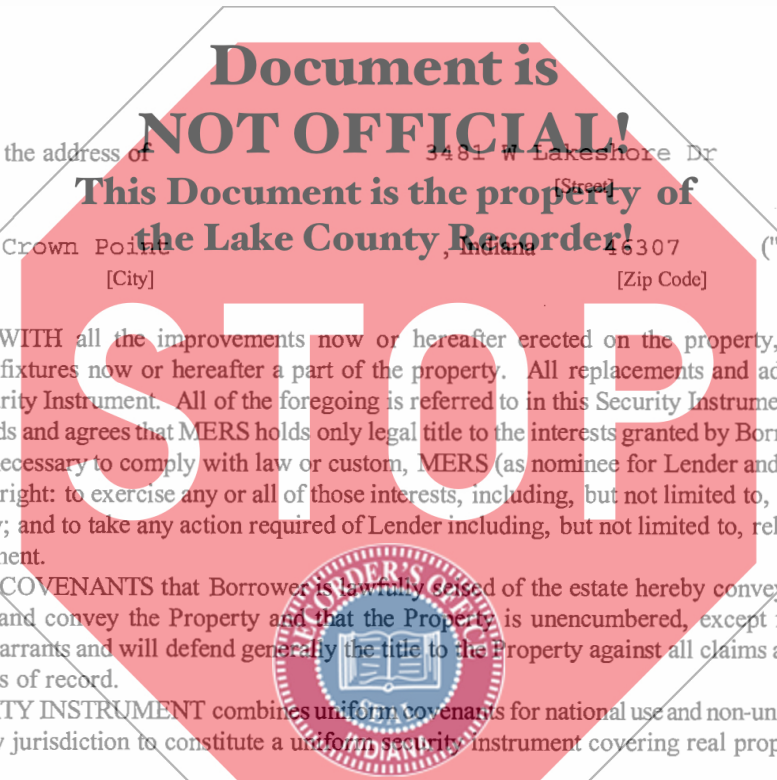 Document is
NOT OFFICIAL!
the address of 3481 W Lakeshore Dr
This Document is the property of
[Street]
the Lake County Recorder!
Crown Point , Indiana 46307 ("
[City] [Zip Code]
STOP
WITH all the improvements now or hereafter erected on the property,
fixtures now or hereafter a part of the property. All replacements and ad
rity Instrument. All of the foregoing is referred to in this Security Instrume
ds and agrees that MERS holds only legal title to the interests granted by Borr
ecessary to comply with law or custom, MERS (as nominee for Lender and
right: to exercise any or all of those interests, including, but not limited to,
; and to take any action required of Lender including, but not limited to, rel
ent.
COVENANTS that Borrower is lawfully seised of the estate hereby convey
and convey the Property and that the Property is unencumbered, except
arrants and will defend generally the title to the Property against all claims a
s of record.
TY INSTRUMENT combines uniform covenants for national use and non-un
y jurisdiction to constitute a uniform security instrument covering real prop
RECORDER'S OFFICE
SEAL
INDIANA